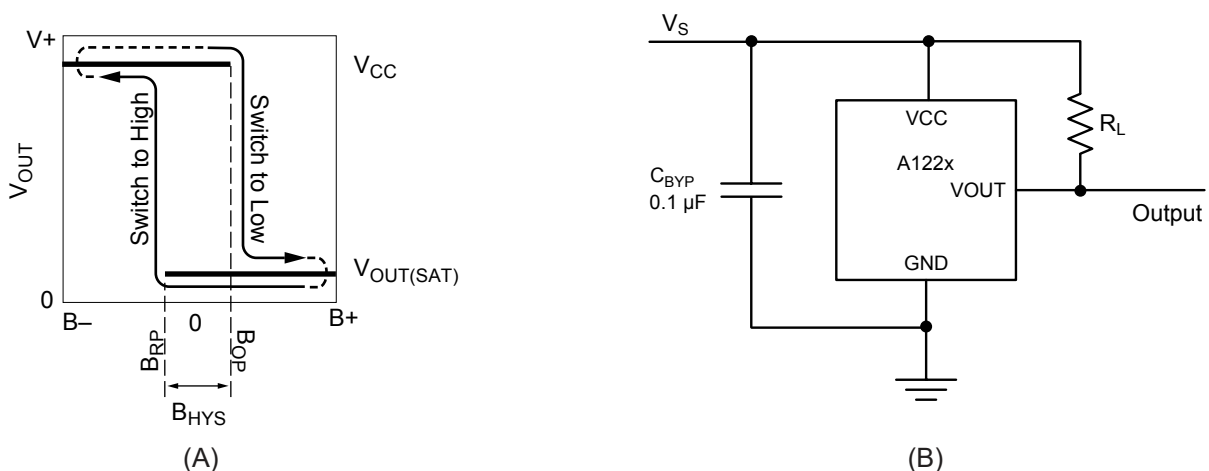 V+
VCC
VOUT
Switch to High
Switch to Low
VOUT(SAT)
0
B–
0
B+
BRP
BOP
BHYS
(A)
VS
VCC
A122x
VOUT
GND
CBYP
0.1 µF
RL
Output
(B)